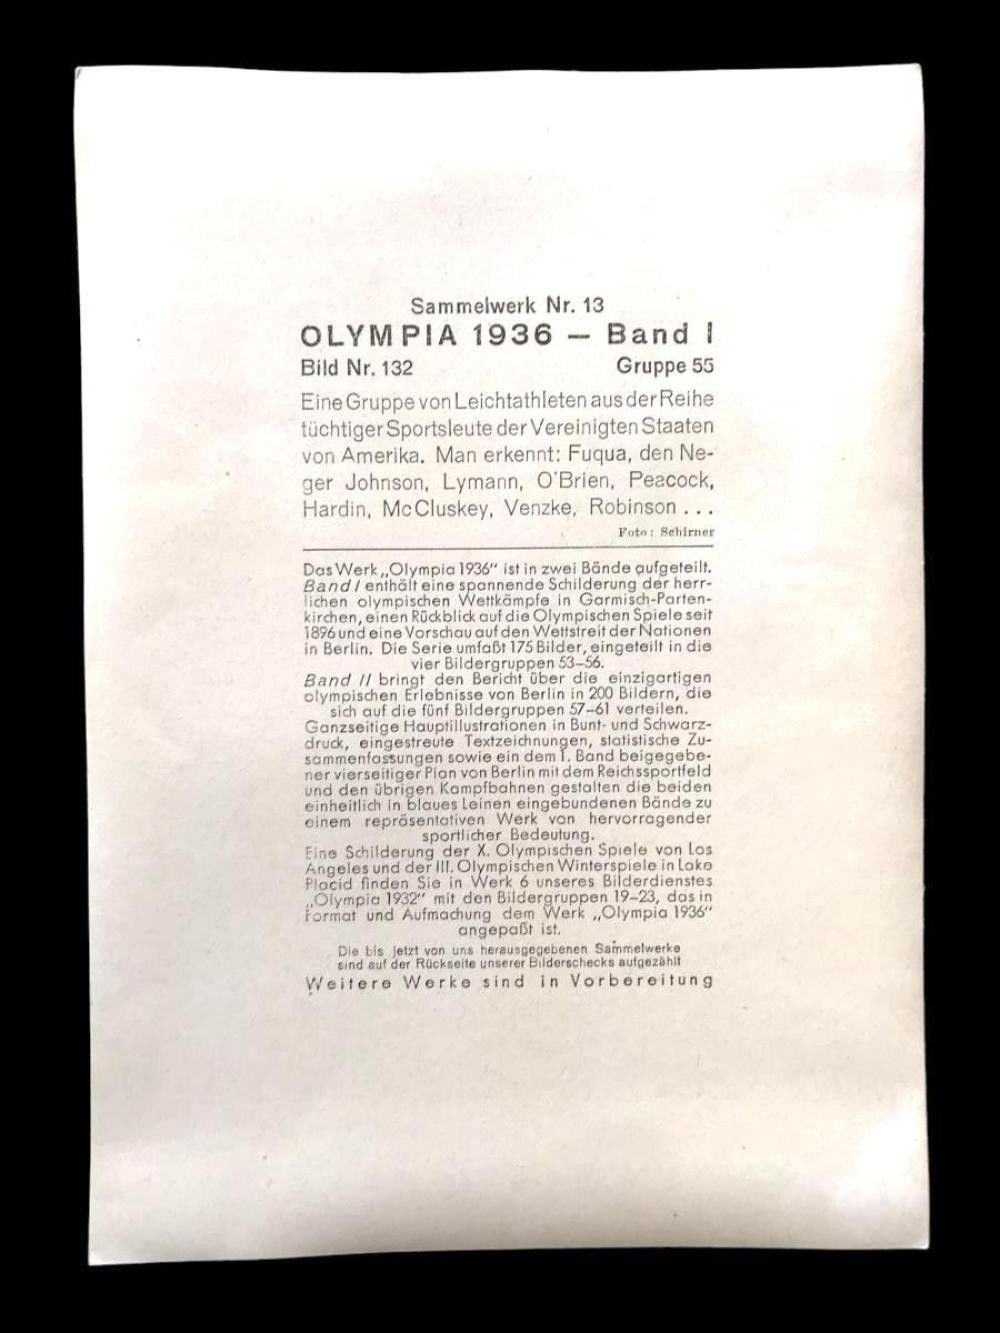 Sammelwerk Nr. 13
OLYMPIA 1936 — Band I
Bild Nr. 132 Gruppe 55
Eine Gruppe von Leichtathleten aus der Reihe
tüchtiger Sportsleute der Vereinigten Staaten
von Amerika. Man erkennt: Fuqua, den Ne-
ger Johnson, Lymann, O'Brien, Peacock,
Hardin, McCluskey, Venzke, Robinson . . .
Foto: Schirner
Das Werk „Olympia 1936" ist in zwei Bände aufgeteilt.
Band I enthält eine spannende Schilderung der herr-
lichen olympischen Wettkämpfe in Garmisch-Parten-
kirchen, einen Rückblick auf die Olympischen Spiele seit
1896 und eine Vorschau auf den Wettstreit der Nationen
in Berlin. Die Serie umfaßt 175 Bilder, eingeteilt in die
vier Bildergruppen 53–56.
Band II bringt den Bericht über die einzigartigen
olympischen Erlebnisse von Berlin in 200 Bildern, die
sich auf die fünf Bildergruppen 57–61 verteilen.
Ganzseitige Hauptillustrationen in Bunt- und Schwarz-
druck, eingestreute Textzeichnungen, statistische Zu-
sammenfassungen sowie ein dem I. Band beigegebe-
ner vierseitiger Plan von Berlin mit dem Reichssportfeld
und den übrigen Kampfbahnen gestalten die beiden
einheitlich in blaues Leinen eingebundenen Bände zu
einem repräsentativen Werk von hervorragender
sportlicher Bedeutung.
Eine Schilderung der X. Olympischen Spiele von Los
Angeles und der III. Olympischen Winterspiele in Lake
Placid finden Sie in Werk 6 unseres Bilderdienstes
„Olympia 1932" mit den Bildergruppen 19–23, das in
Format und Aufmachung dem Werk „Olympia 1936"
angepaßt ist.
Die bis jetzt von uns herausgegebenen Sammelwerke
sind auf der Rückseite unserer Bilderschecks aufgezählt
Weitere Werke sind in Vorbereitung